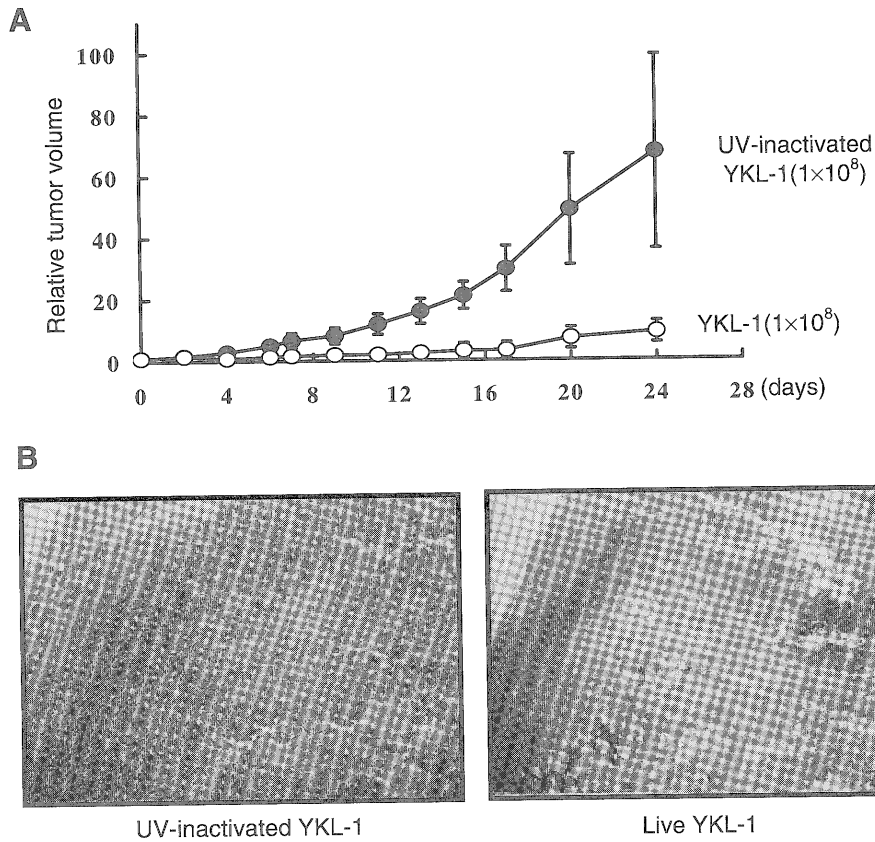 A
Relative tumor volume
100
80
60
40
20
0
0 4 8 12 16 20 24 28 (days)
UV-inactivated
YKL-1(1×10⁸)
YKL-1(1×10⁸)
B
UV-inactivated YKL-1
Live YKL-1